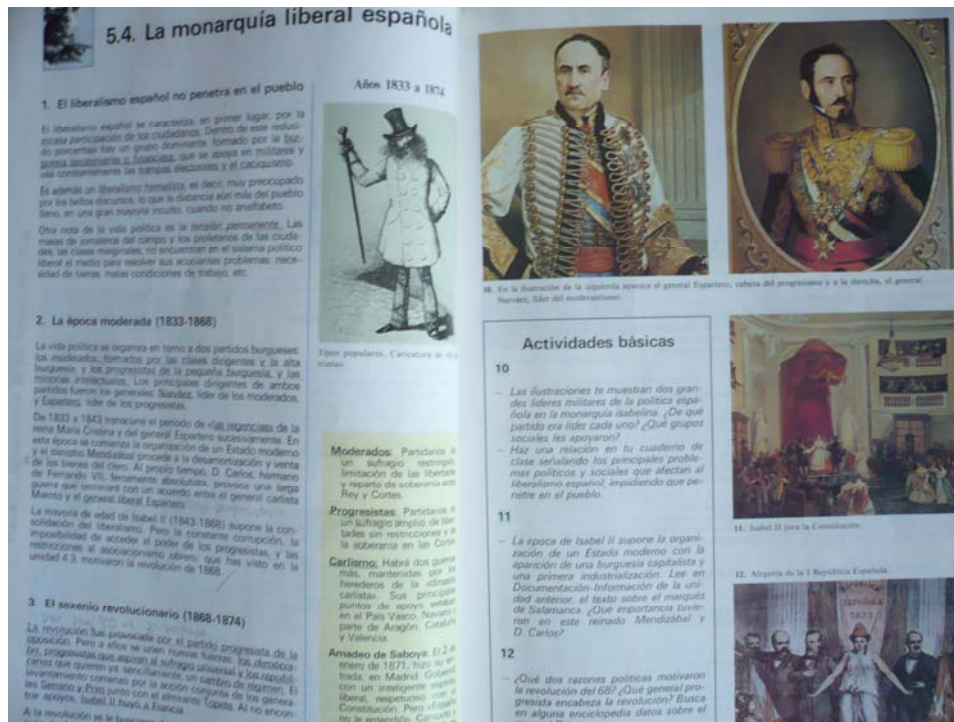 5.4. La monarquía liberal española
1. El liberalismo español no penetra en el pueblo
El liberalismo español se caracteriza, en primer lugar, por la
escasa participación de los ciudadanos. Dentro de este reduci-
do porcentaje hay un grupo dominante, formado por la bur-
guesía terrateniente o financiera, que se apoya en militares y
usa constantemente las trampas electorales y el caciquismo.
Es además un liberalismo formalista, es decir, muy preocupado
por los bellos discursos, lo que la distancia aún más del pueblo
llano, en una gran mayoría inculto, cuando no analfabeto.
Otra nota de la vida política es la tensión permanente. Las
masas de jornaleros del campo y los proletarios de las ciuda-
des, las clases marginales, no encuentran en el sistema político
liberal el medio para resolver sus acuciantes problemas: nece-
sidad de tierras, malas condiciones de trabajo, etc.
2. La época moderada (1833-1868)
La vida política se organiza en torno a dos partidos burgueses:
los moderados, formados por las clases dirigentes y la alta
burguesía, y los progresistas de la pequeña burguesía, y las
minorías intelectuales. Los principales dirigentes de ambos
partidos fueron los generales: Narváez, líder de los moderados,
y Espartero, líder de los progresistas.
De 1833 a 1843 transcurre el periodo de «las regencias» de la
reina María Cristina y del general Espartero sucesivamente. En
esta época se comienza la organización de un Estado moderno
y el ministro Mendizábal procede a la desamortización y venta
de los bienes del clero. Al propio tiempo, D. Carlos, hermano
de Fernando VII, ferozmente absolutista, provoca una larga
guerra que terminará con un acuerdo entre el general carlista
Maroto y el general liberal Espartero.
La mayoría de edad de Isabel II (1843-1868) supone la con-
solidación del liberalismo. Pero la constante corrupción, la
imposibilidad de acceder al poder de los progresistas, y las
restricciones al asociacionismo obrero, que has visto en la
unidad 4.3, motivaron la revolución de 1868.
3. El sexenio revolucionario (1868-1874)
La revolución fue provocada por el partido progresista de la
oposición. Pero a ellos se unen nuevas fuerzas: los demócra-
tas, progresistas que aspiran al sufragio universal y los republi-
canos que quieren vit, sencillamente, un cambio de régimen. El
levantamiento comenzó por la acción conjunta de los genera-
les Serrano y Prim junto con el almirante Topete. Al no encon-
trar apoyos, Isabel II huyó a Francia.
A la revolución se le
Años 1833 a 1874
Tipos populares. Caricatura de
Moderados: Partidarios
un sufragio restringi
limitación de las libertad
y reparto de soberanía ent
Rey y Cortes.
Progresistas: Partidarios
un sufragio amplio, de liber
tades sin restricciones y
la soberanía en las Cort
Carlismo: Habrá dos guer
más, mantenidas por
herederos de la «dinas
carlista». Sus principal
puntos de apoyo estaba
en el País Vasco, Navarra
parte de Aragón, Cataluñ
y Valencia.
Amadeo de Saboya: El 2
enero de 1871, hizo su en
trada, en Madrid. Gobern
con un inteligente
liberal, respetuoso con
Constitución. Pero «España
no le entendió». Cansado
10. En la ilustración de la izquierda aparece el general Espartero, cabeza del progresismo y a la derecha, el general
Narváez, líder del moderantismo.
Actividades básicas
10
– Las ilustraciones te muestran dos gran-
des líderes militares de la política espa-
ñola en la monarquía isabelina. ¿De qué
partido era líder cada uno? ¿Qué grupos
sociales les apoyaron?
– Haz una relación en tu cuaderno de
clase señalando los principales proble-
mas políticos y sociales que afectan al
liberalismo español, impidiendo que pe-
netre en el pueblo.
11
– La época de Isabel II supone la organi-
zación de un Estado moderno con la
aparición de una burguesía capitalista y
una primera industrialización. Lee en
Documentación-Información de la uni-
dad anterior, el texto sobre el marqués
de Salamanca. ¿Qué importancia tuvie-
ron en este reinado Mendizábal y
D. Carlos?
12
– ¿Qué dos razones políticas motivaron
la revolución del 68? ¿Qué general pro-
gresista encabeza la revolución? Busca
en alguna enciclopedia datos sobre el
11. Isabel II jura la Constitución.
12. Alegoría de la I República Española.
ESPAÑOLA
1873